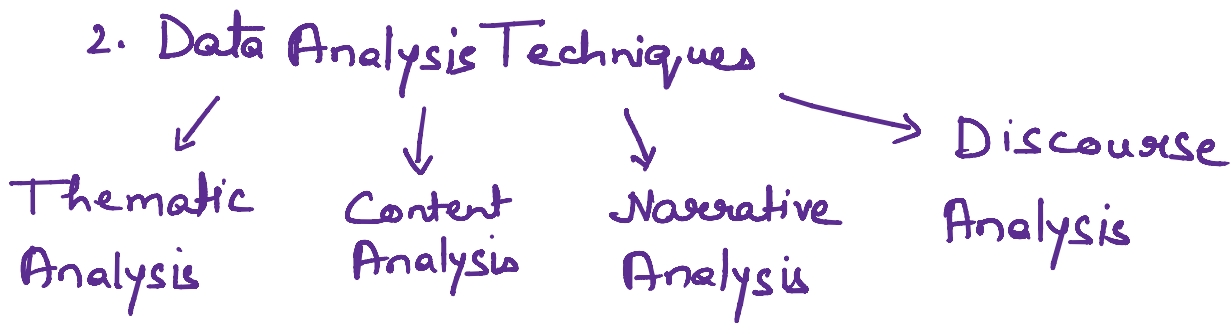 2. Data Analysis Techniques
Thematic
Analysis
Content
Analysis
Narrative
Analysis
Discourse
Analysis